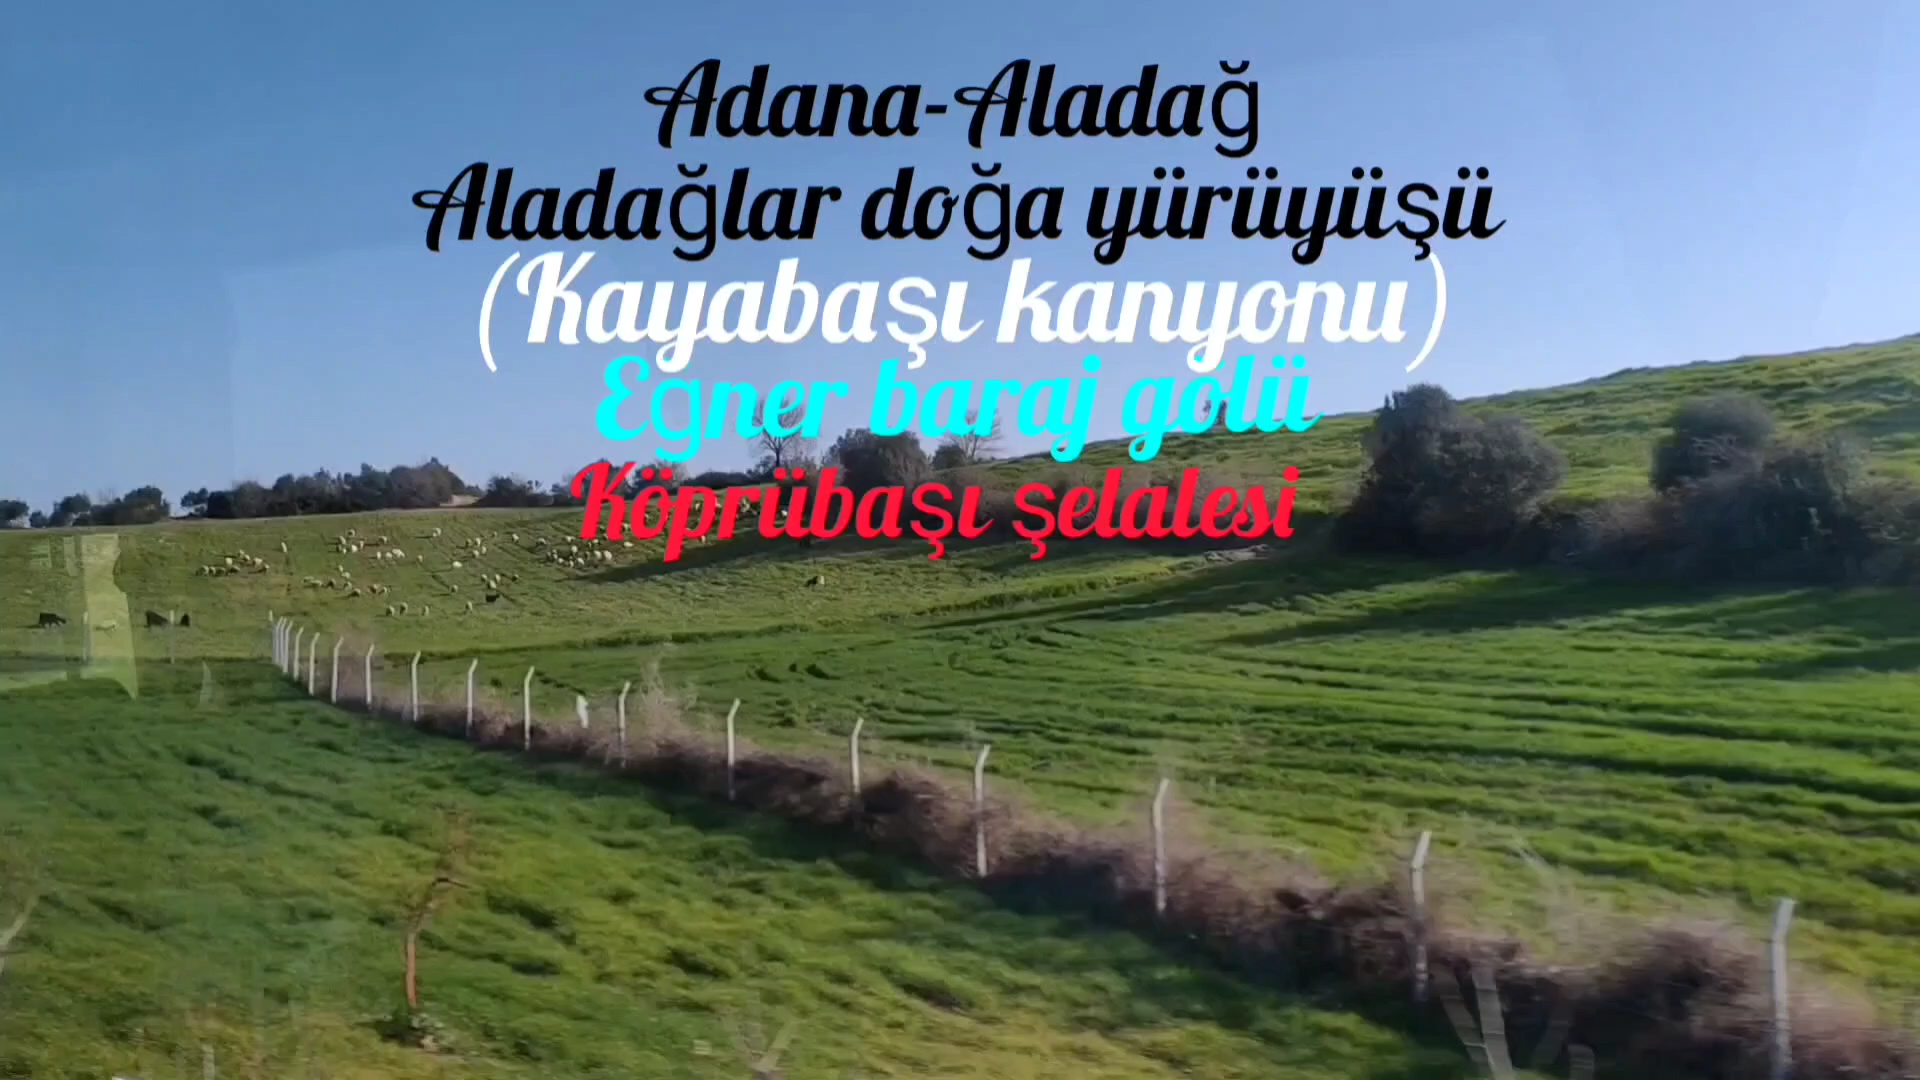 Adana-Aladağ
Aladağlar doğa yürüyüşü
(Kayabaşı kanyonu)
Eğner baraj gölü
Köprübaşı şelalesi